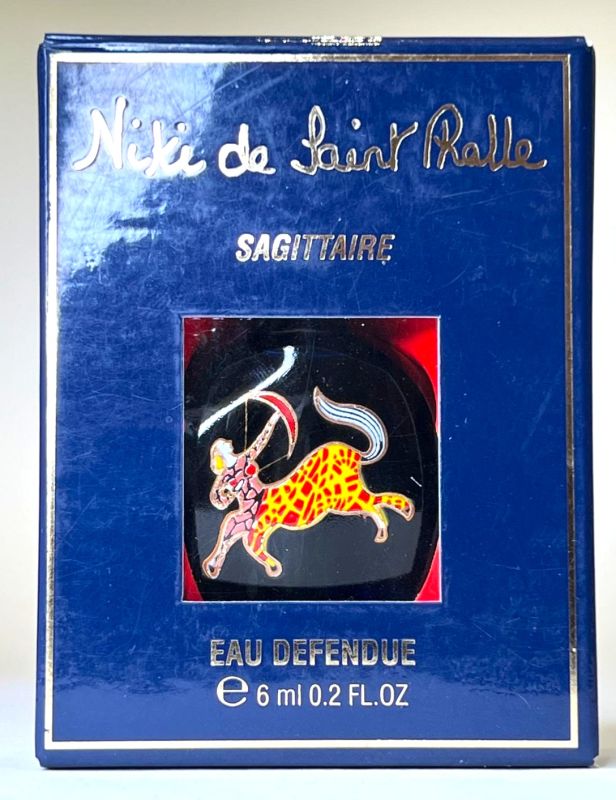 Niki de Saint Phalle
SAGITTAIRE
EAU DEFENDUE
℮ 6 ml 0.2 FL.OZ